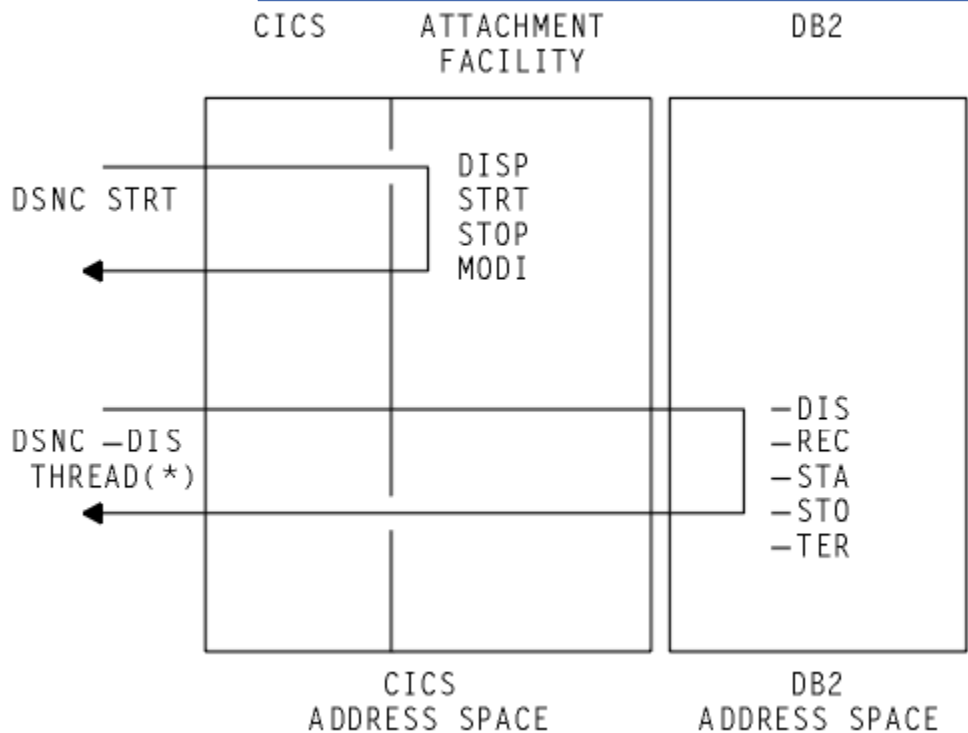 CICS
ATTACHMENT
FACILITY
DB2
DSNC STRT
DISP
STRT
STOP
MODI
DSNC —DIS
THREAD(*)
—DIS
—REC
—STA
—STO
—TER
CICS
ADDRESS SPACE
DB2
ADDRESS SPACE